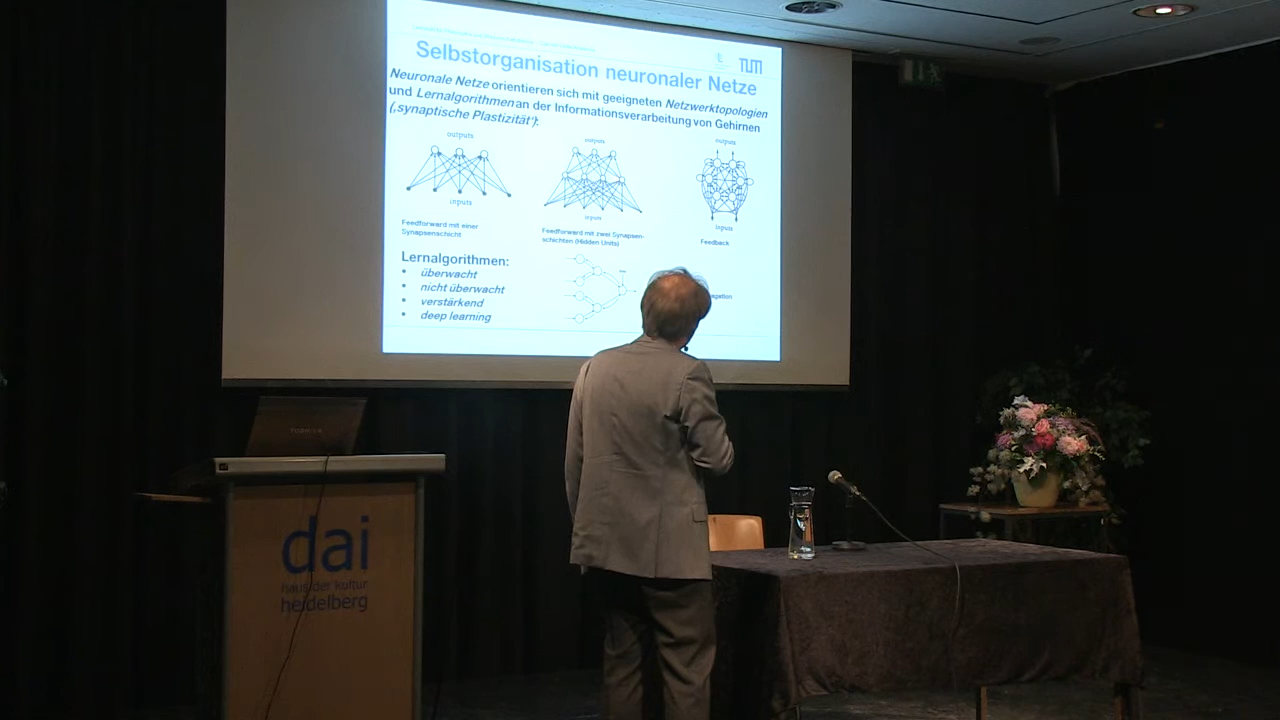 TUM
Selbstorganisation neuronaler Netze
Neuronale Netze orientieren sich mit geeigneten Netzwerktopologien
und Lernalgorithmen an der Informationsverarbeitung von Gehirnen
(‚synaptische Plastizität'):
outputs
outputs
outputs
inputs
inputs
inputs
Feedforward mit einer
Synapsenschicht
Feedforward mit zwei Synapsen-
schichten (Hidden Units)
Feedback
Lernalgorithmen:
• überwacht
• nicht überwacht
• verstärkend
• deep learning
TOSHIBA
dai
haus der kultur
heidelberg